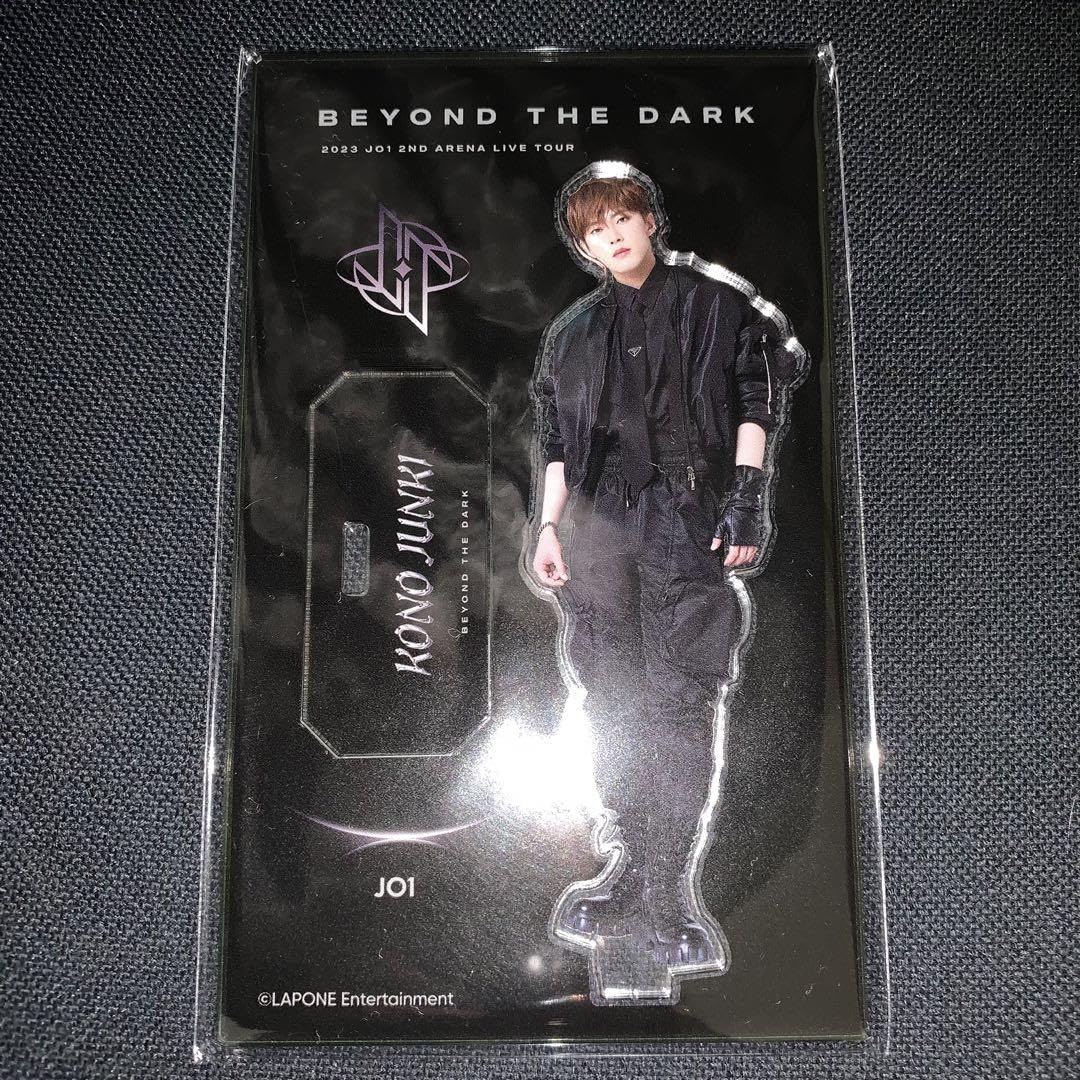 BEYOND THE DARK
2023 JO1 2ND ARENA LIVE TOUR
KONO JUNKI
BEYOND THE DARK
JO1
©LAPONE Entertainment